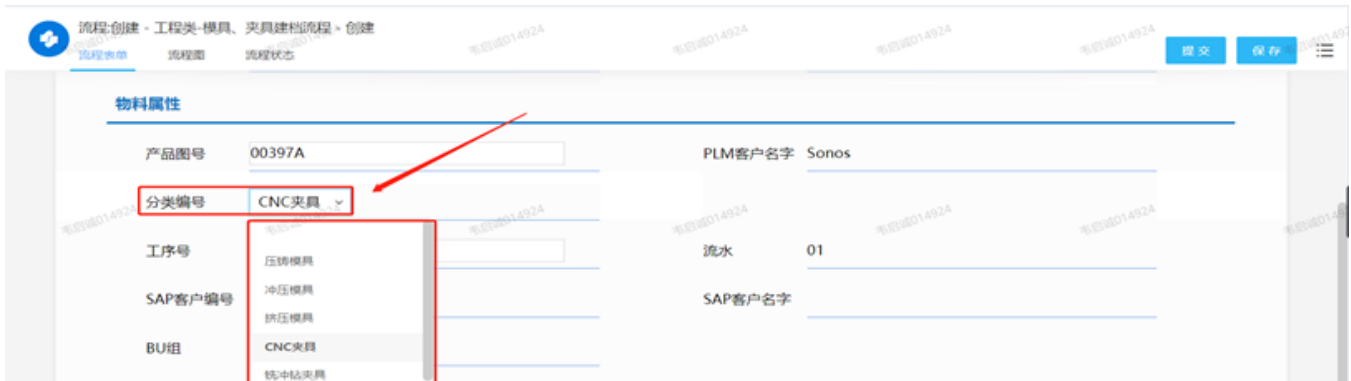 流程:创建 - 工程类-模具、夹具建档流程 - 创建
流程表单 流程图 流程状态 提交 保存
物料属性
产品图号 00397A PLM客户名字 Sonos
分类编号 CNC夹具
工序号 流水 01
压铸模具
冲压模具
SAP客户编号 SAP客户名字
挤压模具
BU组 CNC夹具
铣冲钻夹具